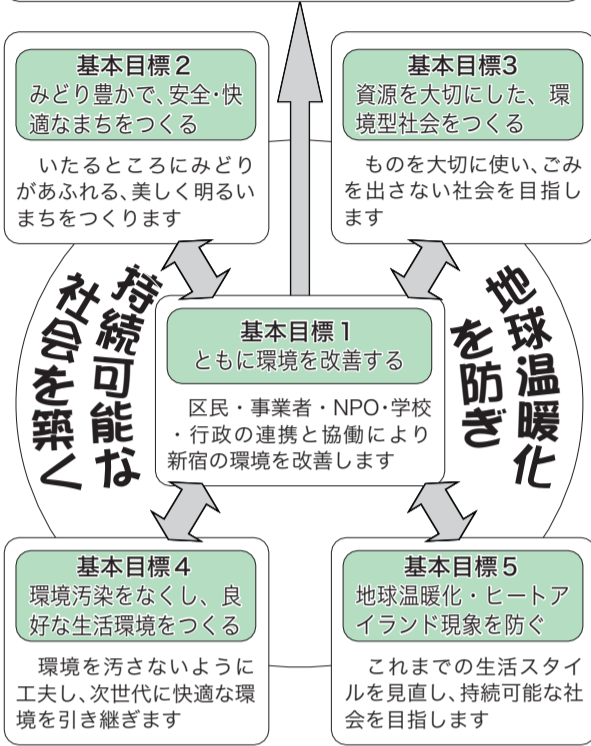 基本目標2
みどり豊かで、安全・快
適なまちをつくる
いたるところにみどり
があふれる、美しく明るい
まちをつくります
基本目標3
資源を大切にした、環
境型社会をつくる
ものを大切に使い、ごみ
を出さない社会を目指し
ます
地球温暖化
を防ぎ
持続可能な
社会を築く
基本目標1
ともに環境を改善する
区民・事業者・NPO・学校
・行政の連携と協働により
新宿の環境を改善します
基本目標4
環境汚染をなくし、良
好な生活環境をつくる
環境を汚さないように
工夫し、次世代に快適な環
境を引き継ぎます
基本目標5
地球温暖化・ヒートア
イランド現象を防ぐ
これまでの生活スタイ
ルを見直し、持続可能な社
会を目指します